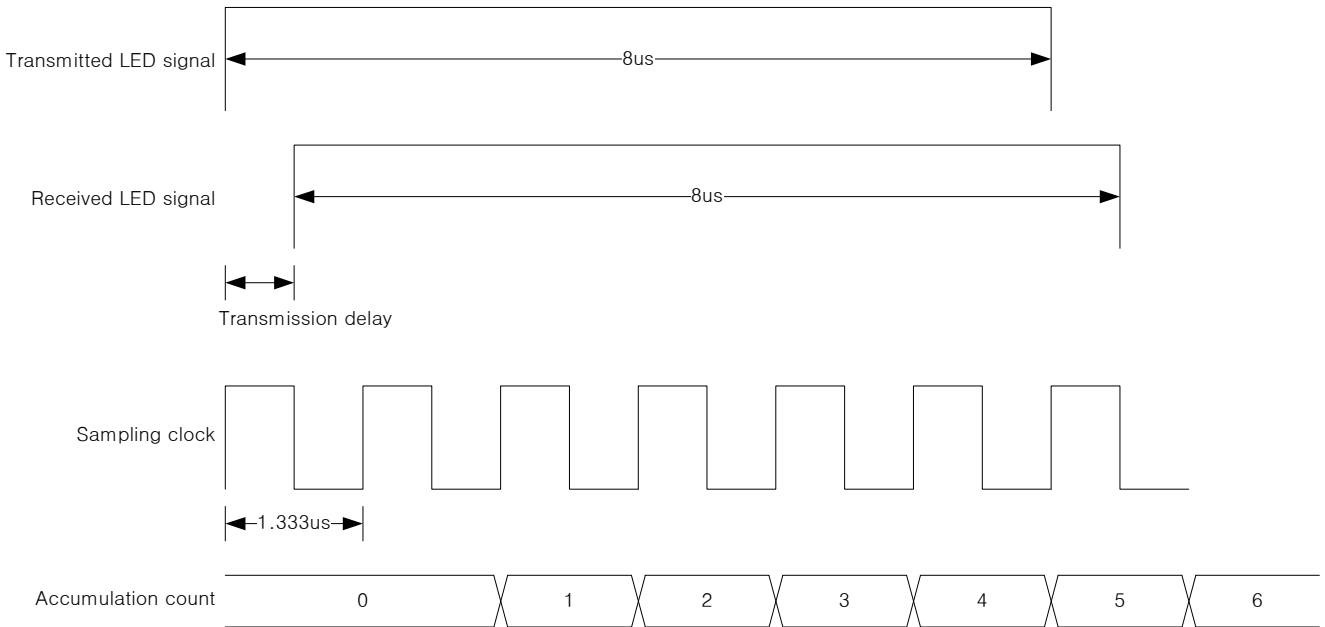 Transmitted LED signal
8us
Received LED signal
8us
Transmission delay
Sampling clock
1.333us
Accumulation count
0
1
2
3
4
5
6